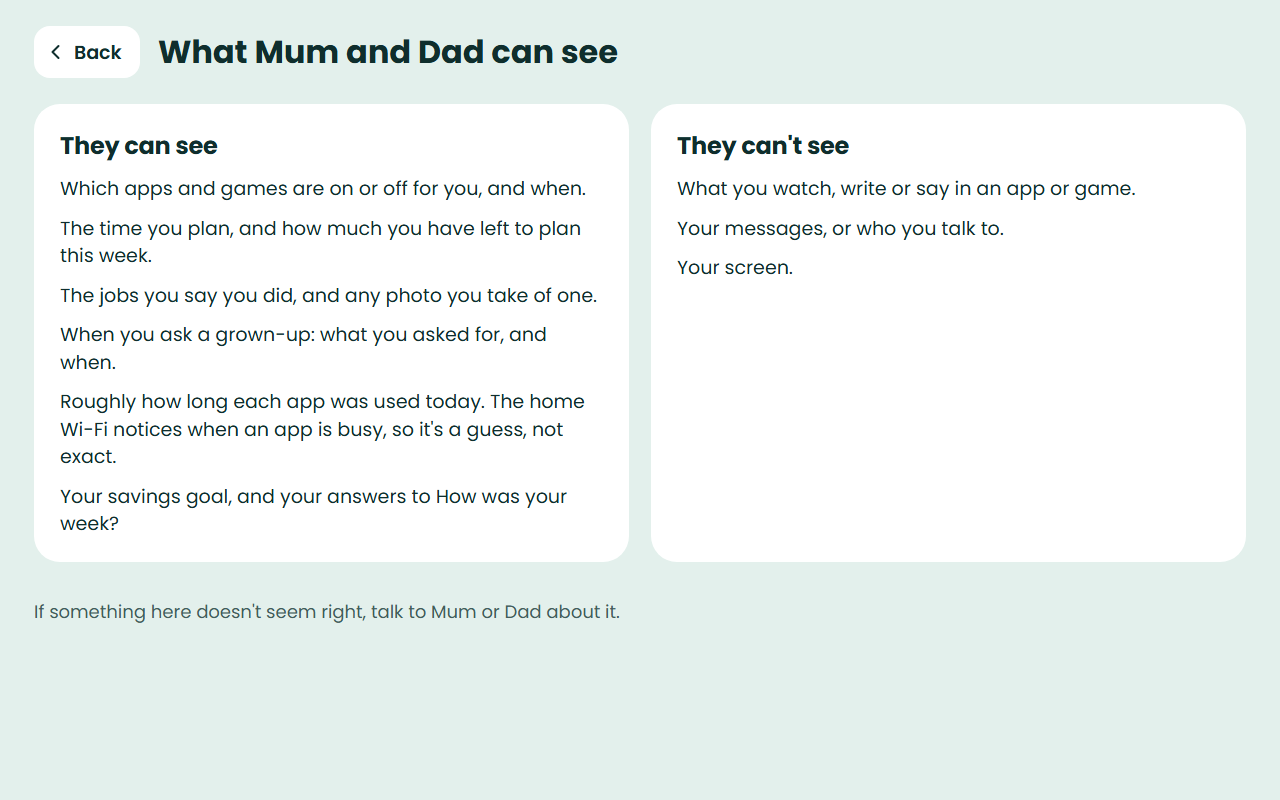 Back
What Mum and Dad can see
They can see
Which apps and games are on or off for you, and when.
The time you plan, and how much you have left to plan
this week.
The jobs you say you did, and any photo you take of one.
When you ask a grown-up: what you asked for, and
when.
Roughly how long each app was used today. The home
Wi-Fi notices when an app is busy, so it's a guess, not
exact.
Your savings goal, and your answers to How was your
week?
They can't see
What you watch, write or say in an app or game.
Your messages, or who you talk to.
Your screen.
If something here doesn't seem right, talk to Mum or Dad about it.